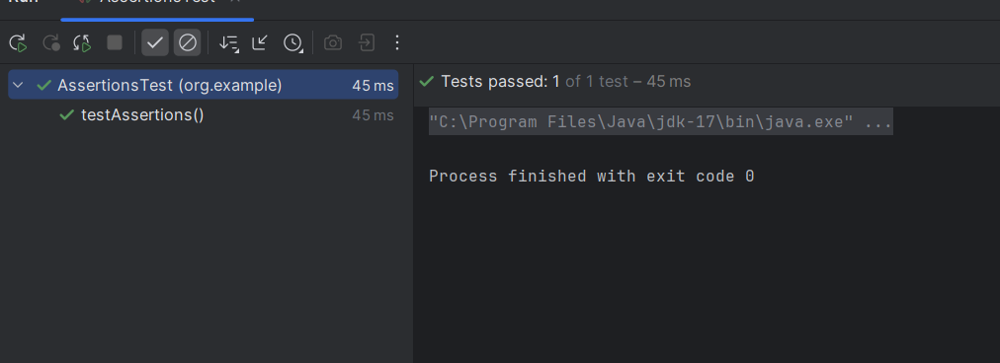 Run AssertionsTest
AssertionsTest (org.example) 45 ms
testAssertions() 45 ms
Tests passed: 1 of 1 test – 45 ms
"C:\Program Files\Java\jdk-17\bin\java.exe" ...
Process finished with exit code 0